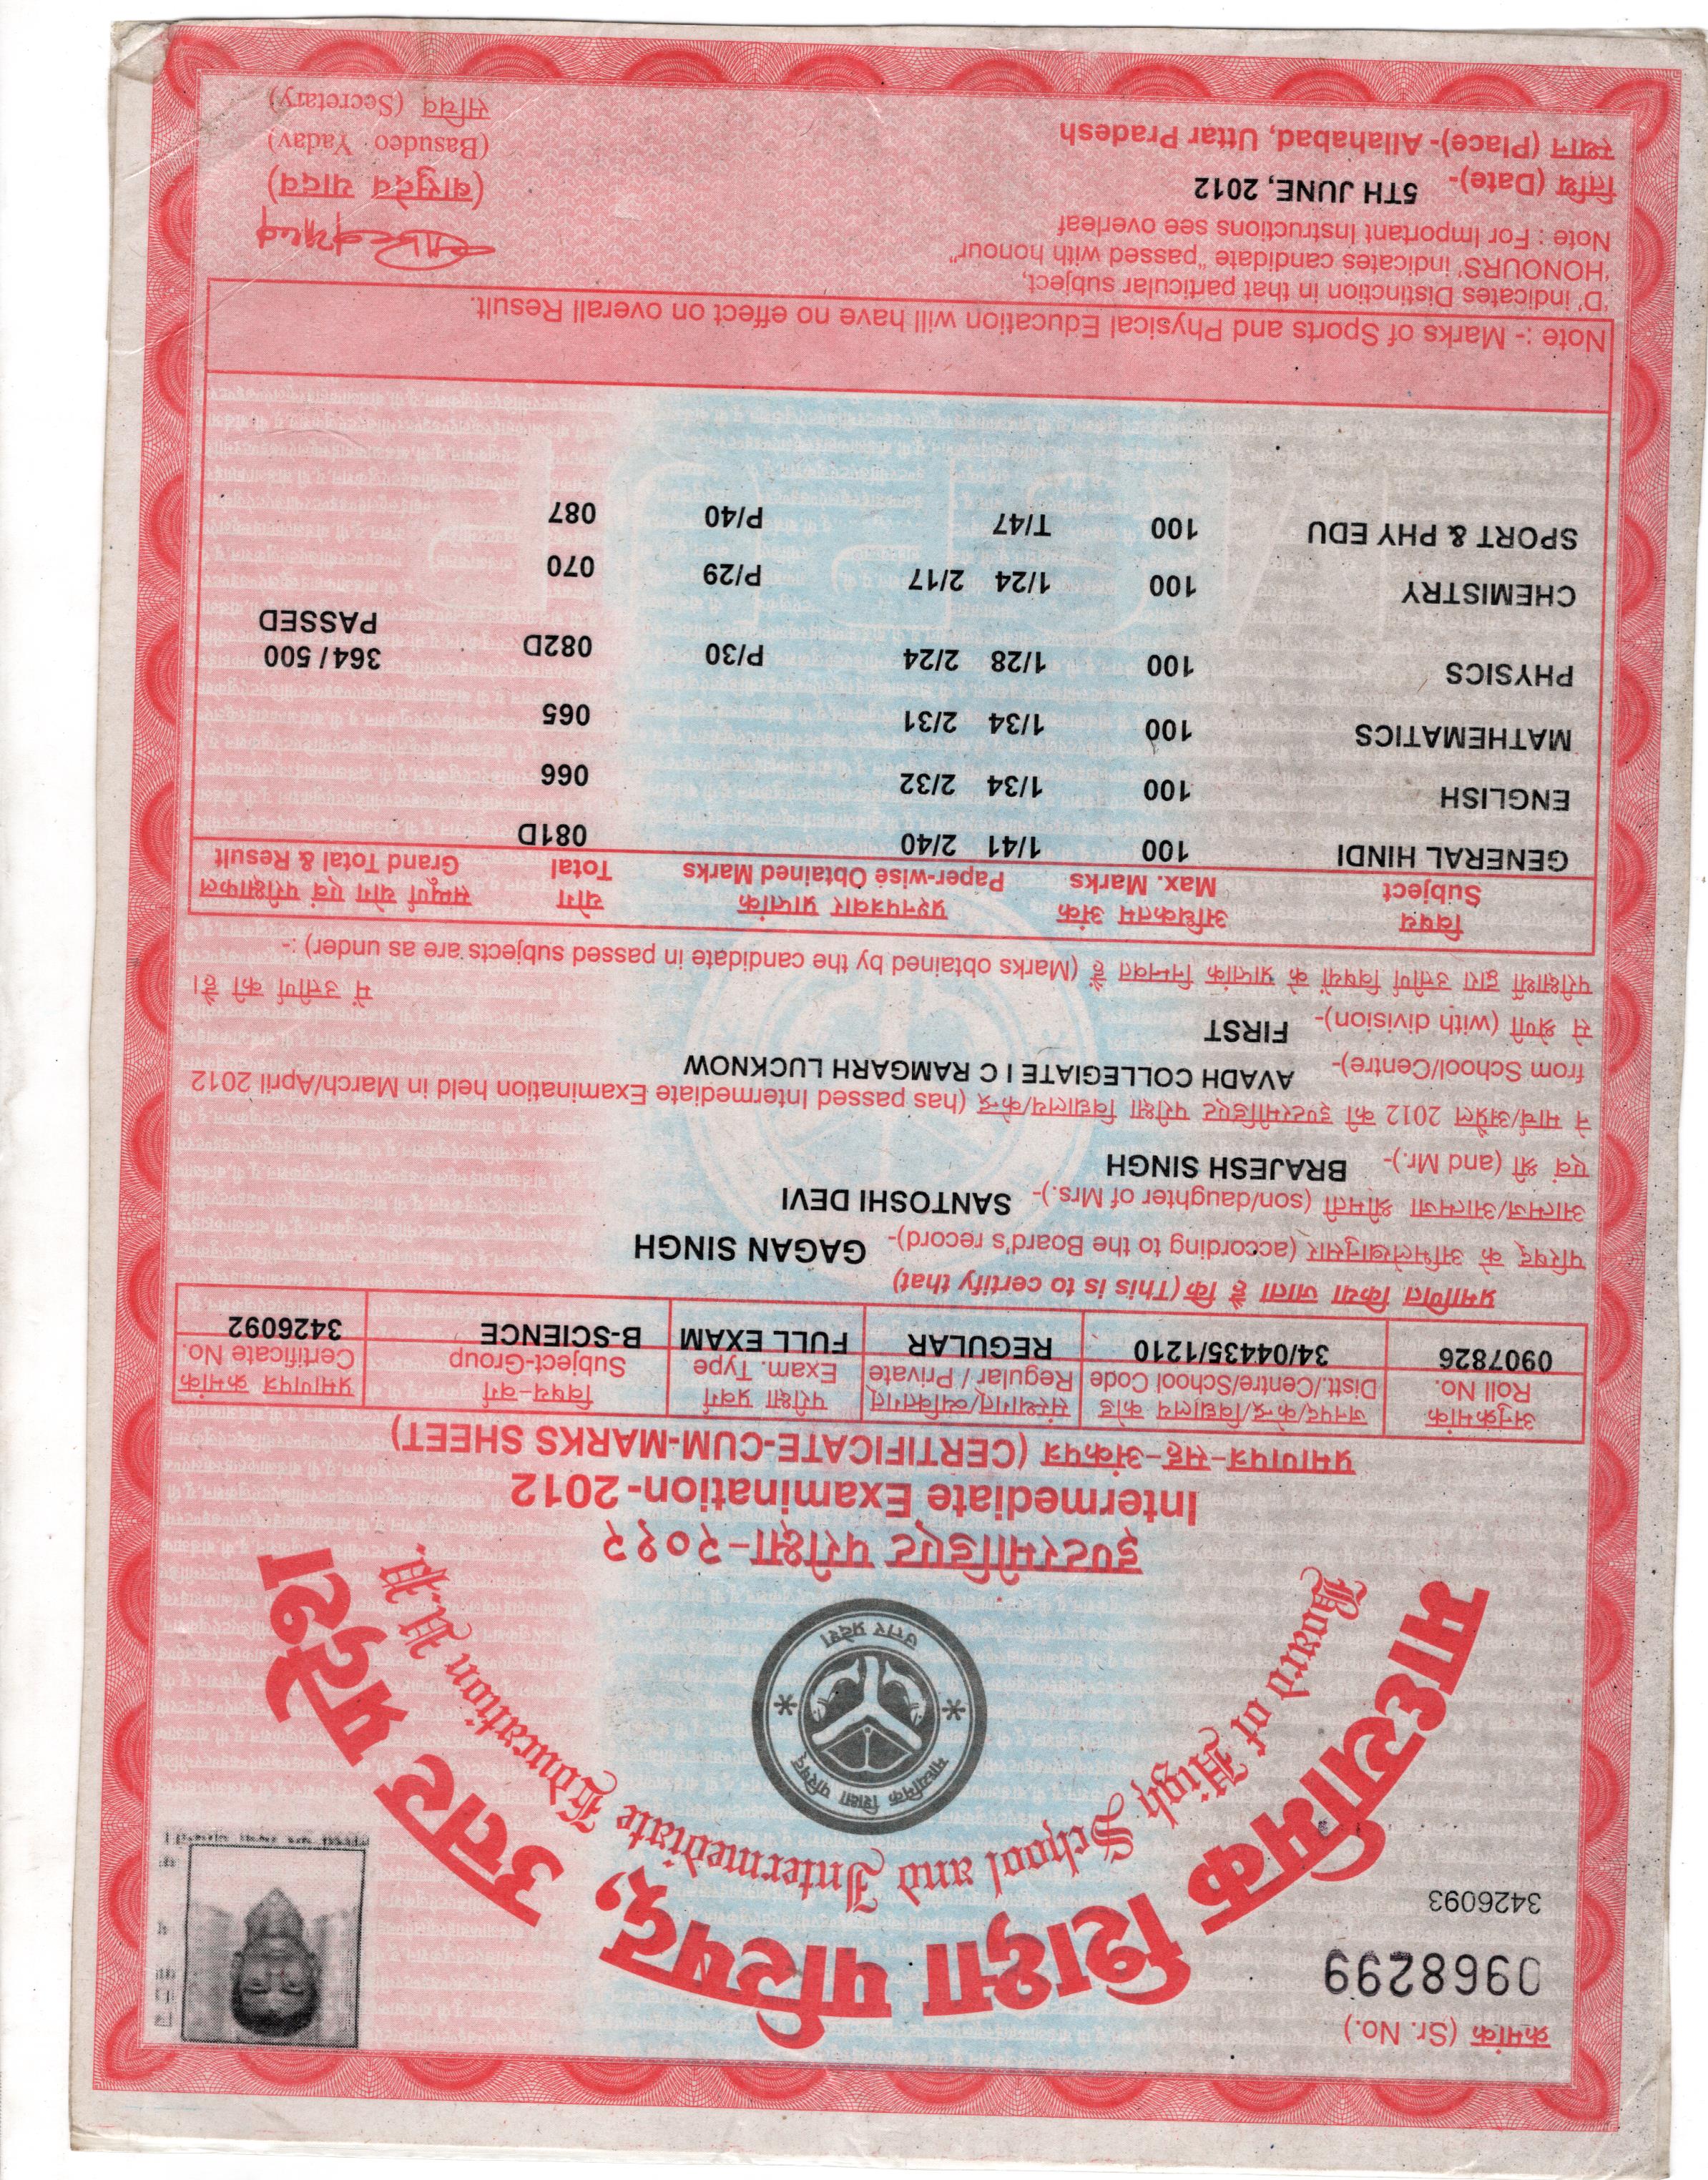 क्रमांक (Sr. No.)
0968299
3426093
माध्यमिक शिक्षा परिषद्, उत्तर प्रदेश
Board of High School and Intermediate Education U.P.
माध्यमिक शिक्षा परिषद्
उत्तर प्रदेश
इण्टरमीडिएट परीक्षा-२०१२
Intermediate Examination-2012
प्रमाणपत्र-सह-अंकपत्र (CERTIFICATE-CUM-MARKS SHEET)
अनुक्रमांक जनपद/केन्द्र/विद्यालय कोड संस्थागत्/व्यक्तिगत् परीक्षा प्रवर्ग विषय-वर्ग प्रमाणपत्र क्रमांक
Roll No. Distt./Centre/School Code Regular / Private Exam. Type Subject-Group Certificate No.
0907826 34/04435/1210 REGULAR FULL EXAM B-SCIENCE 3426092
प्रमाणित किया जाता है कि (This is to certify that)
परिषद् के अभिलेखानुसार (according to the Board's record)- GAGAN SINGH
आत्मज/आत्मजा श्रीमती (son/daughter of Mrs.)- SANTOSHI DEVI
एवं श्री (and Mr.)- BRAJESH SINGH
ने मार्च/अप्रैल 2012 की इण्टरमीडिएट परीक्षा विद्यालय/केन्द्र (has passed Intermediate Examination held in March/April 2012
from School/Centre)- AVADH COLLEGIATE I C RAMGARH LUCKNOW
से श्रेणी (with division)- FIRST में उत्तीर्ण की है।
परीक्षार्थी द्वारा उत्तीर्ण विषयों के प्राप्तांक निम्नवत हैं (Marks obtained by the candidate in passed subjects are as under) :-
विषय अधिकतम अंक प्रश्नपत्रवार प्राप्तांक योग सम्पूर्ण योग एवं परीक्षाफल
Subject Max. Marks Paper-wise Obtained Marks Total Grand Total & Result
GENERAL HINDI 100 1/41 2/40 081D
ENGLISH 100 1/34 2/32 066
MATHEMATICS 100 1/34 2/31 065
PHYSICS 100 1/28 2/24 P/30 082D 364 / 500
PASSED
CHEMISTRY 100 1/24 2/17 P/29 070
SPORT & PHY EDU 100 T/47 P/40 087
Note :- Marks of Sports and Physical Education will have no effect on overall Result.
'D' indicates Distinction in that particular subject,
'HONOURS' indicates candidate "passed with honour"
Note : For Important Instructions see overleaf
तिथि (Date)- 5TH JUNE, 2012
स्थान (Place)- Allahabad, Uttar Pradesh
(वासुदेव यादव)
(Basudeo Yadav)
सचिव (Secretary)